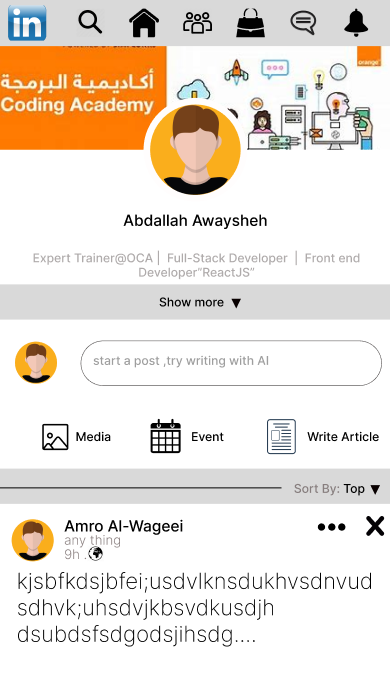 in
أكاديمية البرمجة
Coding Academy
orange
Abdallah Awaysheh
Expert Trainer@OCA | Full-Stack Developer | Front end
Developer“ReactJS”
Show more ▼
start a post ,try writing with AI
Media
Event
Write Article
Sort By: Top ▼
Amro Al-Wageei
any thing
9h .
kjsbfkdsjbfei;usdvlknsdukhvsdnvud
sdhvk;uhsdvjkbsvdkusdjh
dsubdsfsdgodsjihsdg....